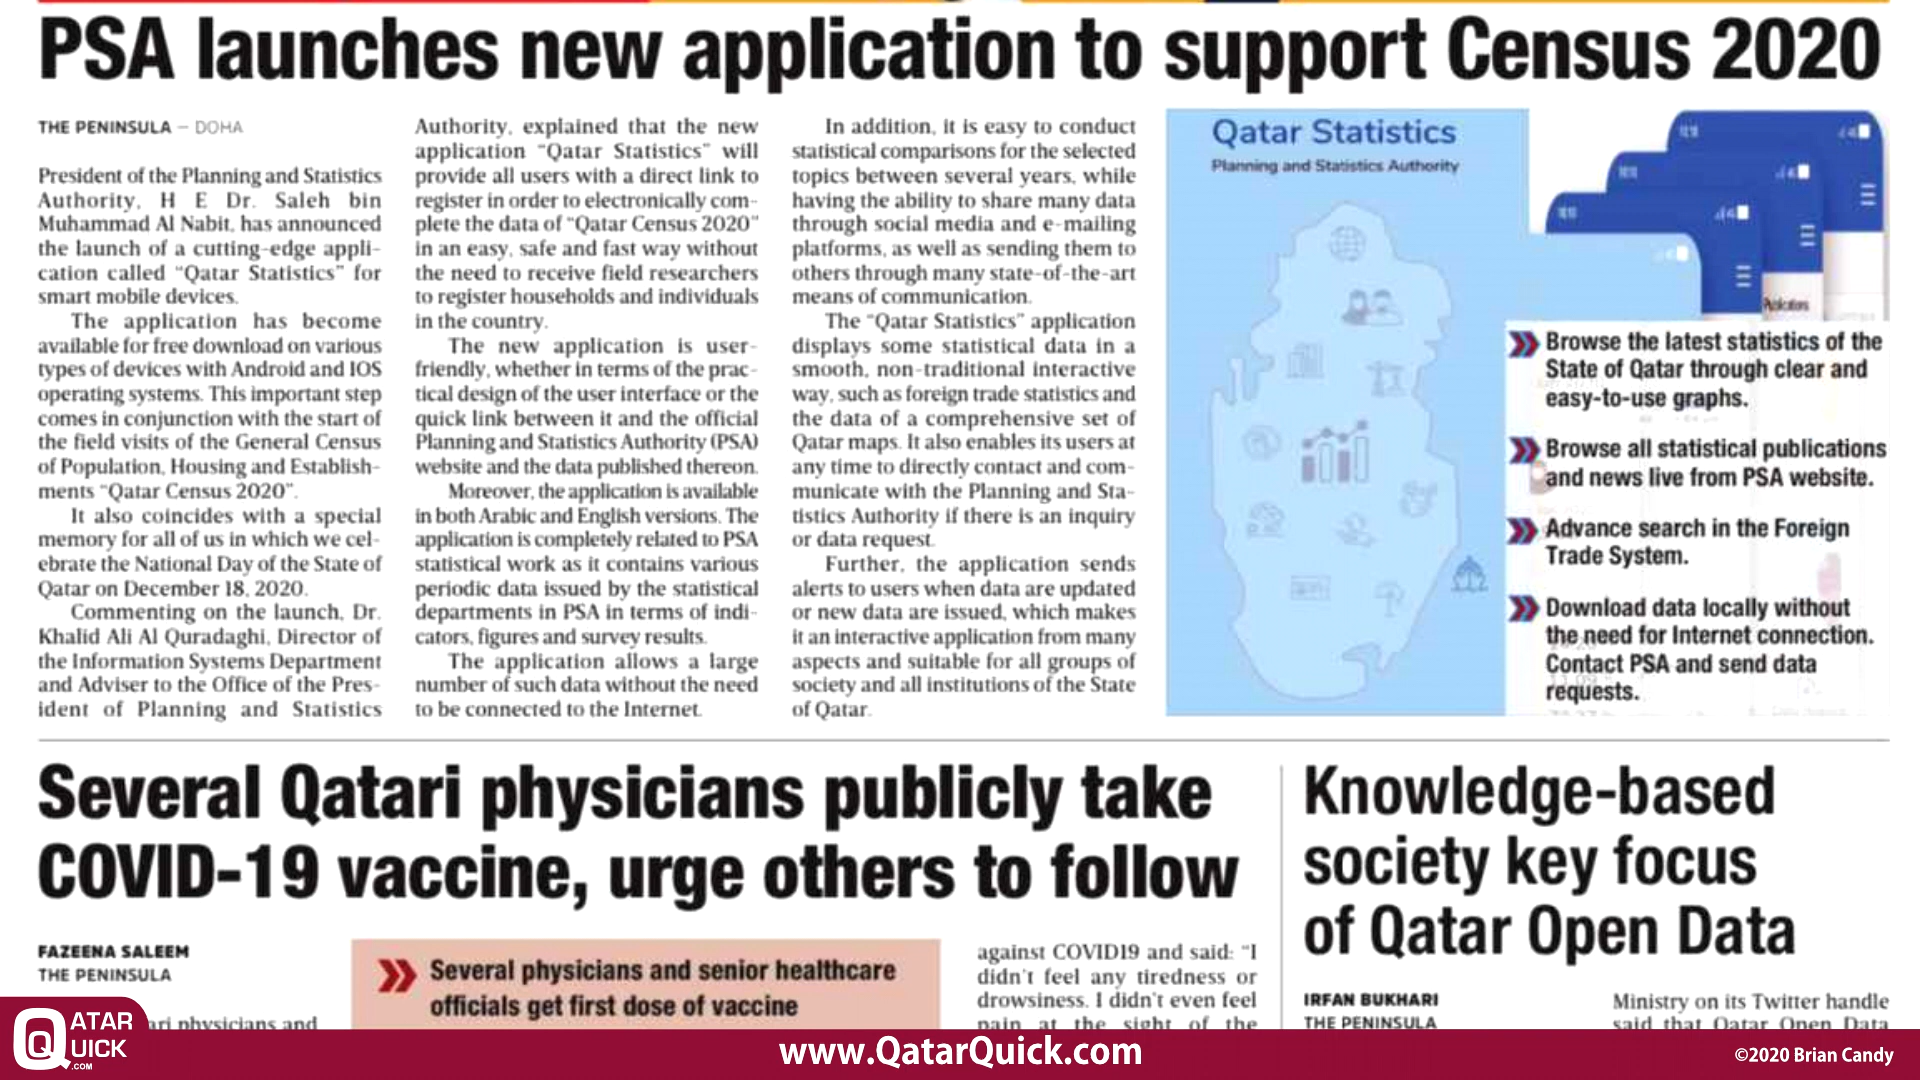 PSA launches new application to support Census 2020
THE PENINSULA — DOHA
President of the Planning and Statistics
Authority, H E Dr. Saleh bin
Muhammad Al Nabit, has announced
the launch of a cutting-edge appli-
cation called "Qatar Statistics" for
smart mobile devices.
The application has become
available for free download on various
types of devices with Android and IOS
operating systems. This important step
comes in conjunction with the start of
the field visits of the General Census
of Population, Housing and Establish-
ments "Qatar Census 2020".
It also coincides with a special
memory for all of us in which we cel-
ebrate the National Day of the State of
Qatar on December 18, 2020.
Commenting on the launch, Dr.
Khalid Ali Al Quradaghi, Director of
the Information Systems Department
and Adviser to the Office of the Pres-
ident of Planning and Statistics
Authority, explained that the new
application "Qatar Statistics" will
provide all users with a direct link to
register in order to electronically com-
plete the data of "Qatar Census 2020"
in an easy, safe and fast way without
the need to receive field researchers
to register households and individuals
in the country.
The new application is user-
friendly, whether in terms of the prac-
tical design of the user interface or the
quick link between it and the official
Planning and Statistics Authority (PSA)
website and the data published thereon.
Moreover, the application is available
in both Arabic and English versions. The
application is completely related to PSA
statistical work as it contains various
periodic data issued by the statistical
departments in PSA in terms of indi-
cators, figures and survey results.
The application allows a large
number of such data without the need
to be connected to the Internet.
In addition, it is easy to conduct
statistical comparisons for the selected
topics between several years, while
having the ability to share many data
through social media and e-mailing
platforms, as well as sending them to
others through many state-of-the-art
means of communication.
The "Qatar Statistics" application
displays some statistical data in a
smooth, non-traditional interactive
way, such as foreign trade statistics and
the data of a comprehensive set of
Qatar maps. It also enables its users at
any time to directly contact and com-
municate with the Planning and Sta-
tistics Authority if there is an inquiry
or data request.
Further, the application sends
alerts to users when data are updated
or new data are issued, which makes
it an interactive application from many
aspects and suitable for all groups of
society and all institutions of the State
of Qatar.
Qatar Statistics
Planning and Statistics Authority
Publications
Browse the latest statistics of the
State of Qatar through clear and
easy-to-use graphs.
Browse all statistical publications
and news live from PSA website.
Advance search in the Foreign
Trade System.
Download data locally without
the need for Internet connection.
Contact PSA and send data
requests.
Several Qatari physicians publicly take
COVID-19 vaccine, urge others to follow
FAZEENA SALEEM
THE PENINSULA
ari physicians and
Several physicians and senior healthcare
officials get first dose of vaccine
against COVID19 and said: "I
didn't feel any tiredness or
drowsiness. I didn't even feel
pain at the sight of the
Knowledge-based
society key focus
of Qatar Open Data
IRFAN BUKHARI
THE PENINSULA
Ministry on its Twitter handle
said that Qatar Open Data
QATAR
QUICK
.COM
www.QatarQuick.com
©2020 Brian Candy